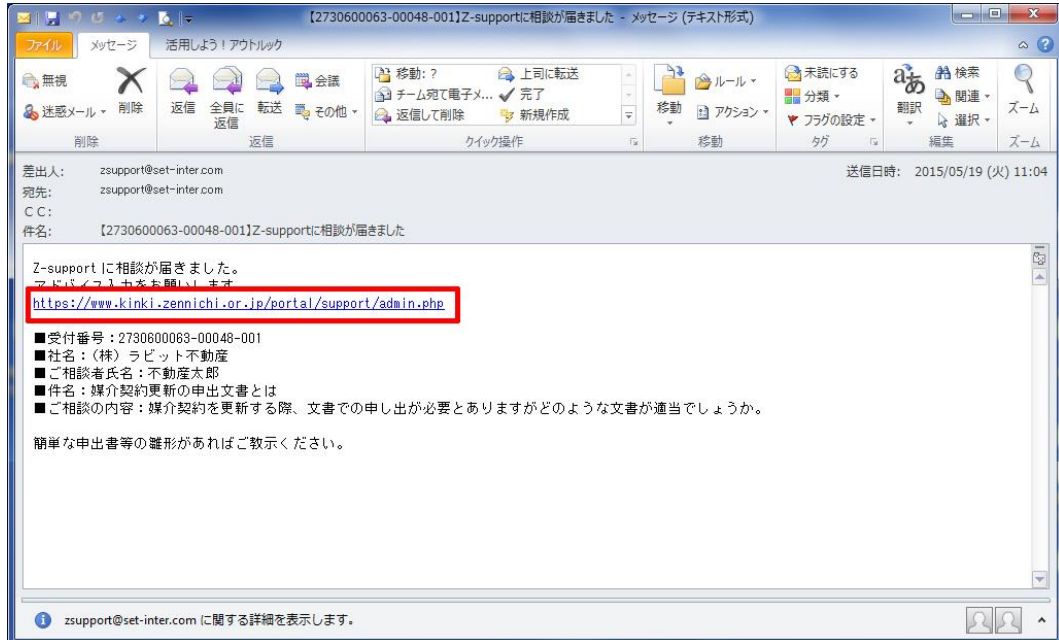 【2730600063-00048-001】Z-supportに相談が届きました - メッセージ (テキスト形式)
ファイル メッセージ 活用しよう！アウトルック
無視
迷惑メール 削除
削除
返信 全員に返信 転送 会議
その他
返信
移動: ? 上司に転送
チーム宛て電子メ... 完了
返信して削除 新規作成
クイック操作
移動 ルール
アクション
移動
未読にする
分類
フラグの設定
タグ
あ
翻訳 検索
関連
選択
編集
ズーム
ズーム
差出人: zsupport@set-inter.com 送信日時: 2015/05/19 (火) 11:04
宛先: zsupport@set-inter.com
CC:
件名: 【2730600063-00048-001】Z-supportに相談が届きました
Z-support に相談が届きました。
アドバイス入力をお願いします
https://www.kinki.zennichi.or.jp/portal/support/admin.php
■受付番号：2730600063-00048-001
■社名：（株）ラビット不動産
■ご相談者氏名：不動産太郎
■件名：媒介契約更新の申出文書とは
■ご相談の内容：媒介契約を更新する際、文書での申し出が必要とありますがどのような文書が適当でしょうか。
簡単な申出書等の雛形があればご教示ください。
zsupport@set-inter.com に関する詳細を表示します。